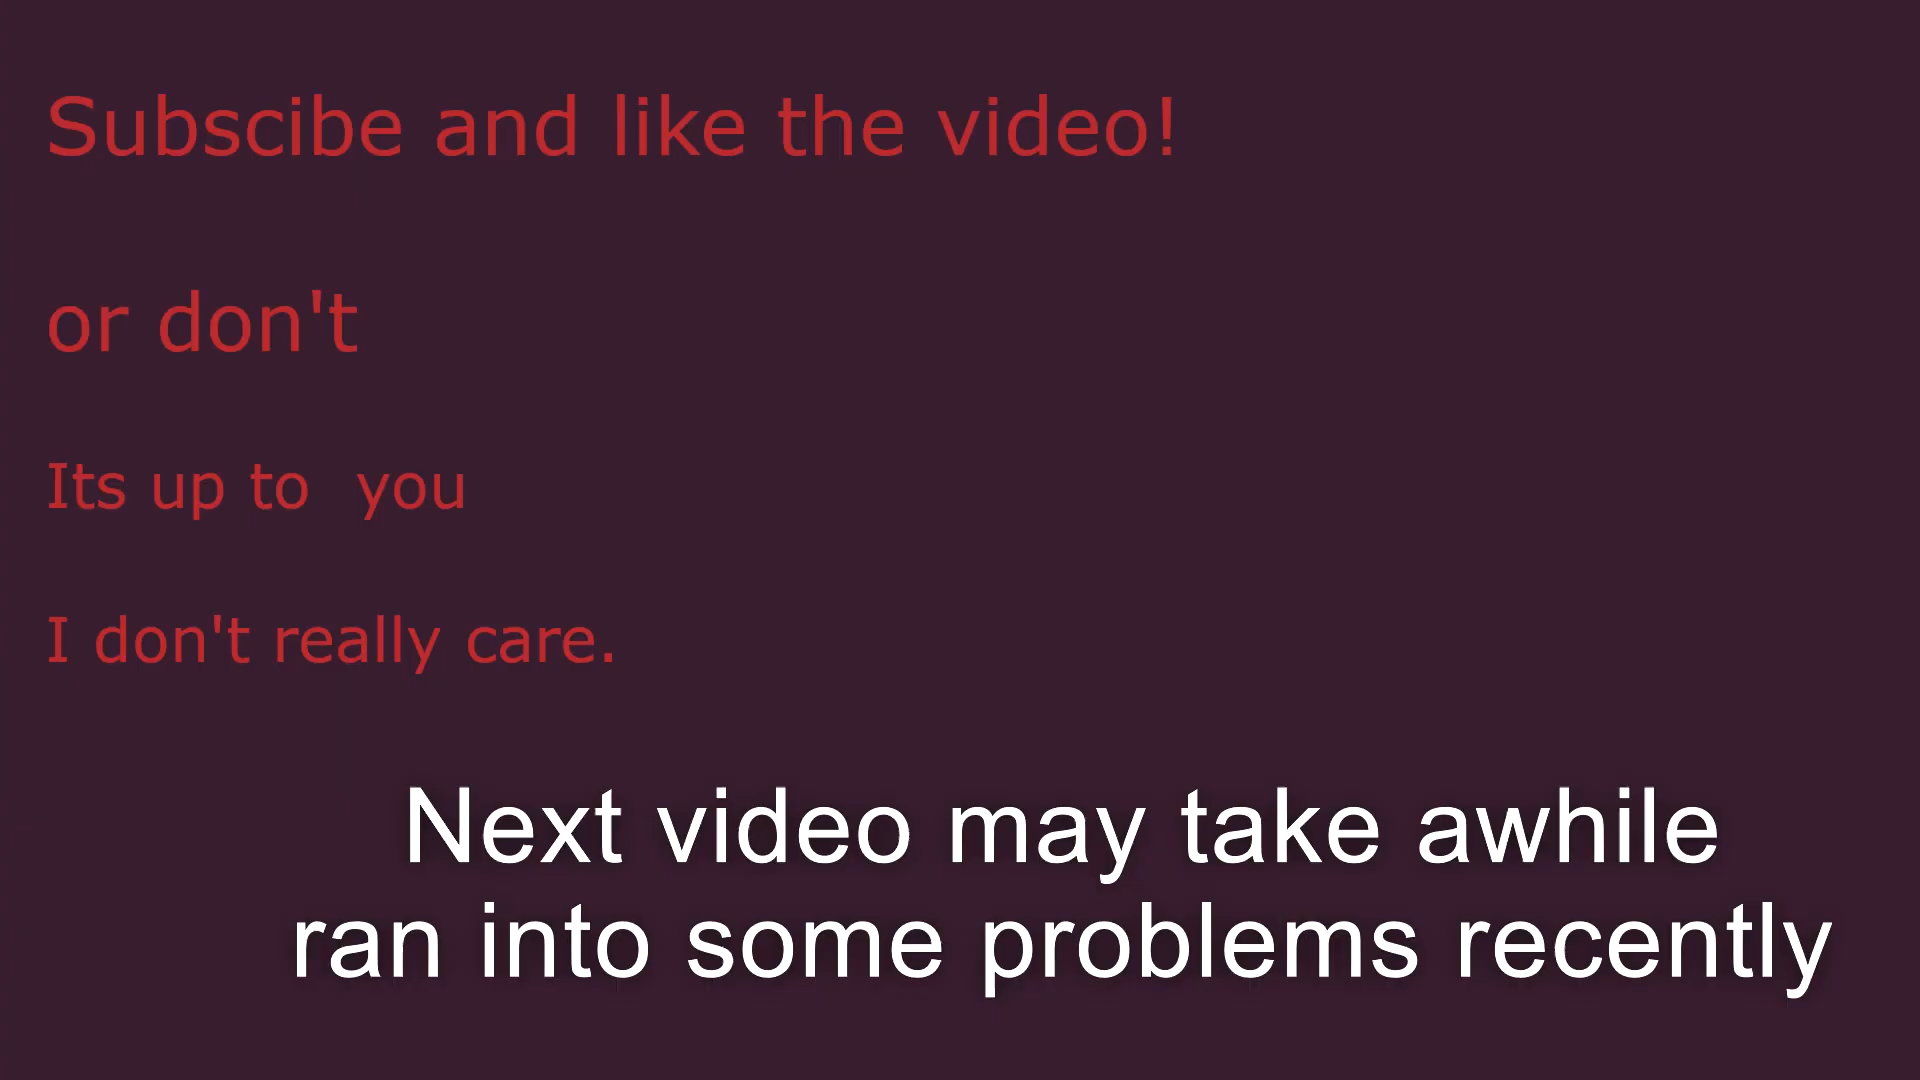 Subscibe and like the video!
or don't
Its up to  you
I don't really care.
Next video may take awhile
ran into some problems recently